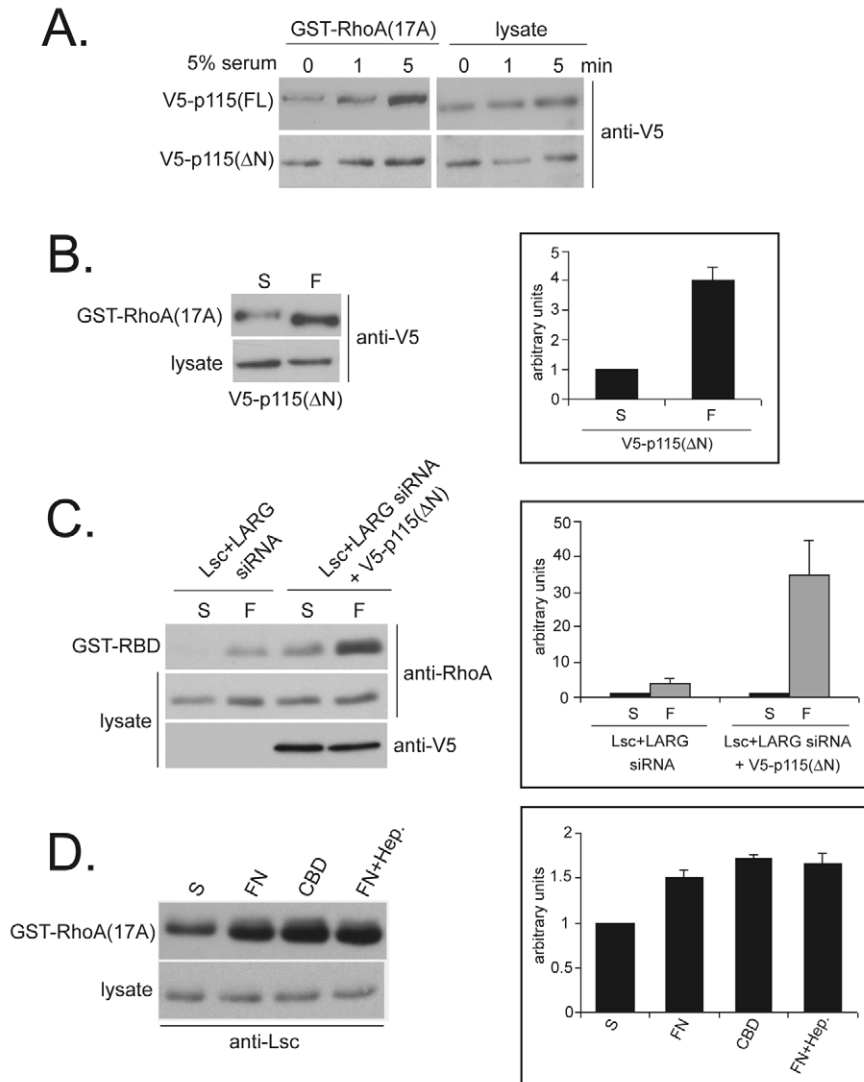 A.
GST-RhoA(17A) lysate
5% serum 0 1 5 0 1 5 min
V5-p115(FL)
V5-p115(ΔN)
anti-V5
B.
S F
GST-RhoA(17A)
lysate
anti-V5
V5-p115(ΔN)
arbitrary units
5
4
3
2
1
0
S F
V5-p115(ΔN)
C.
Lsc+LARG
siRNA
Lsc+LARG siRNA
+ V5-p115(ΔN)
S F S F
GST-RBD
anti-RhoA
lysate
anti-V5
arbitrary units
50
40
30
20
10
0
S F S F
Lsc+LARG
siRNA
Lsc+LARG siRNA
+ V5-p115(ΔN)
D.
S FN CBD FN+Hep.
GST-RhoA(17A)
lysate
anti-Lsc
arbitrary units
2
1.5
1
0.5
0
S FN CBD FN+Hep.